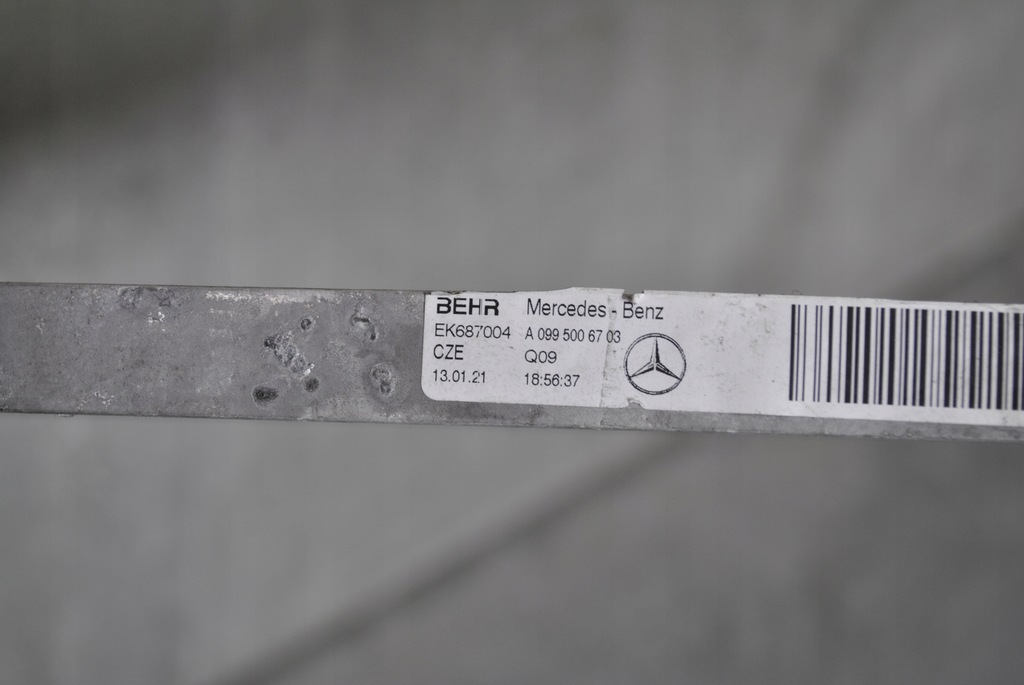 BEHR Mercedes - Benz
EK687004 A 099 500 67 03
CZE Q09
13.01.21 18:56:37